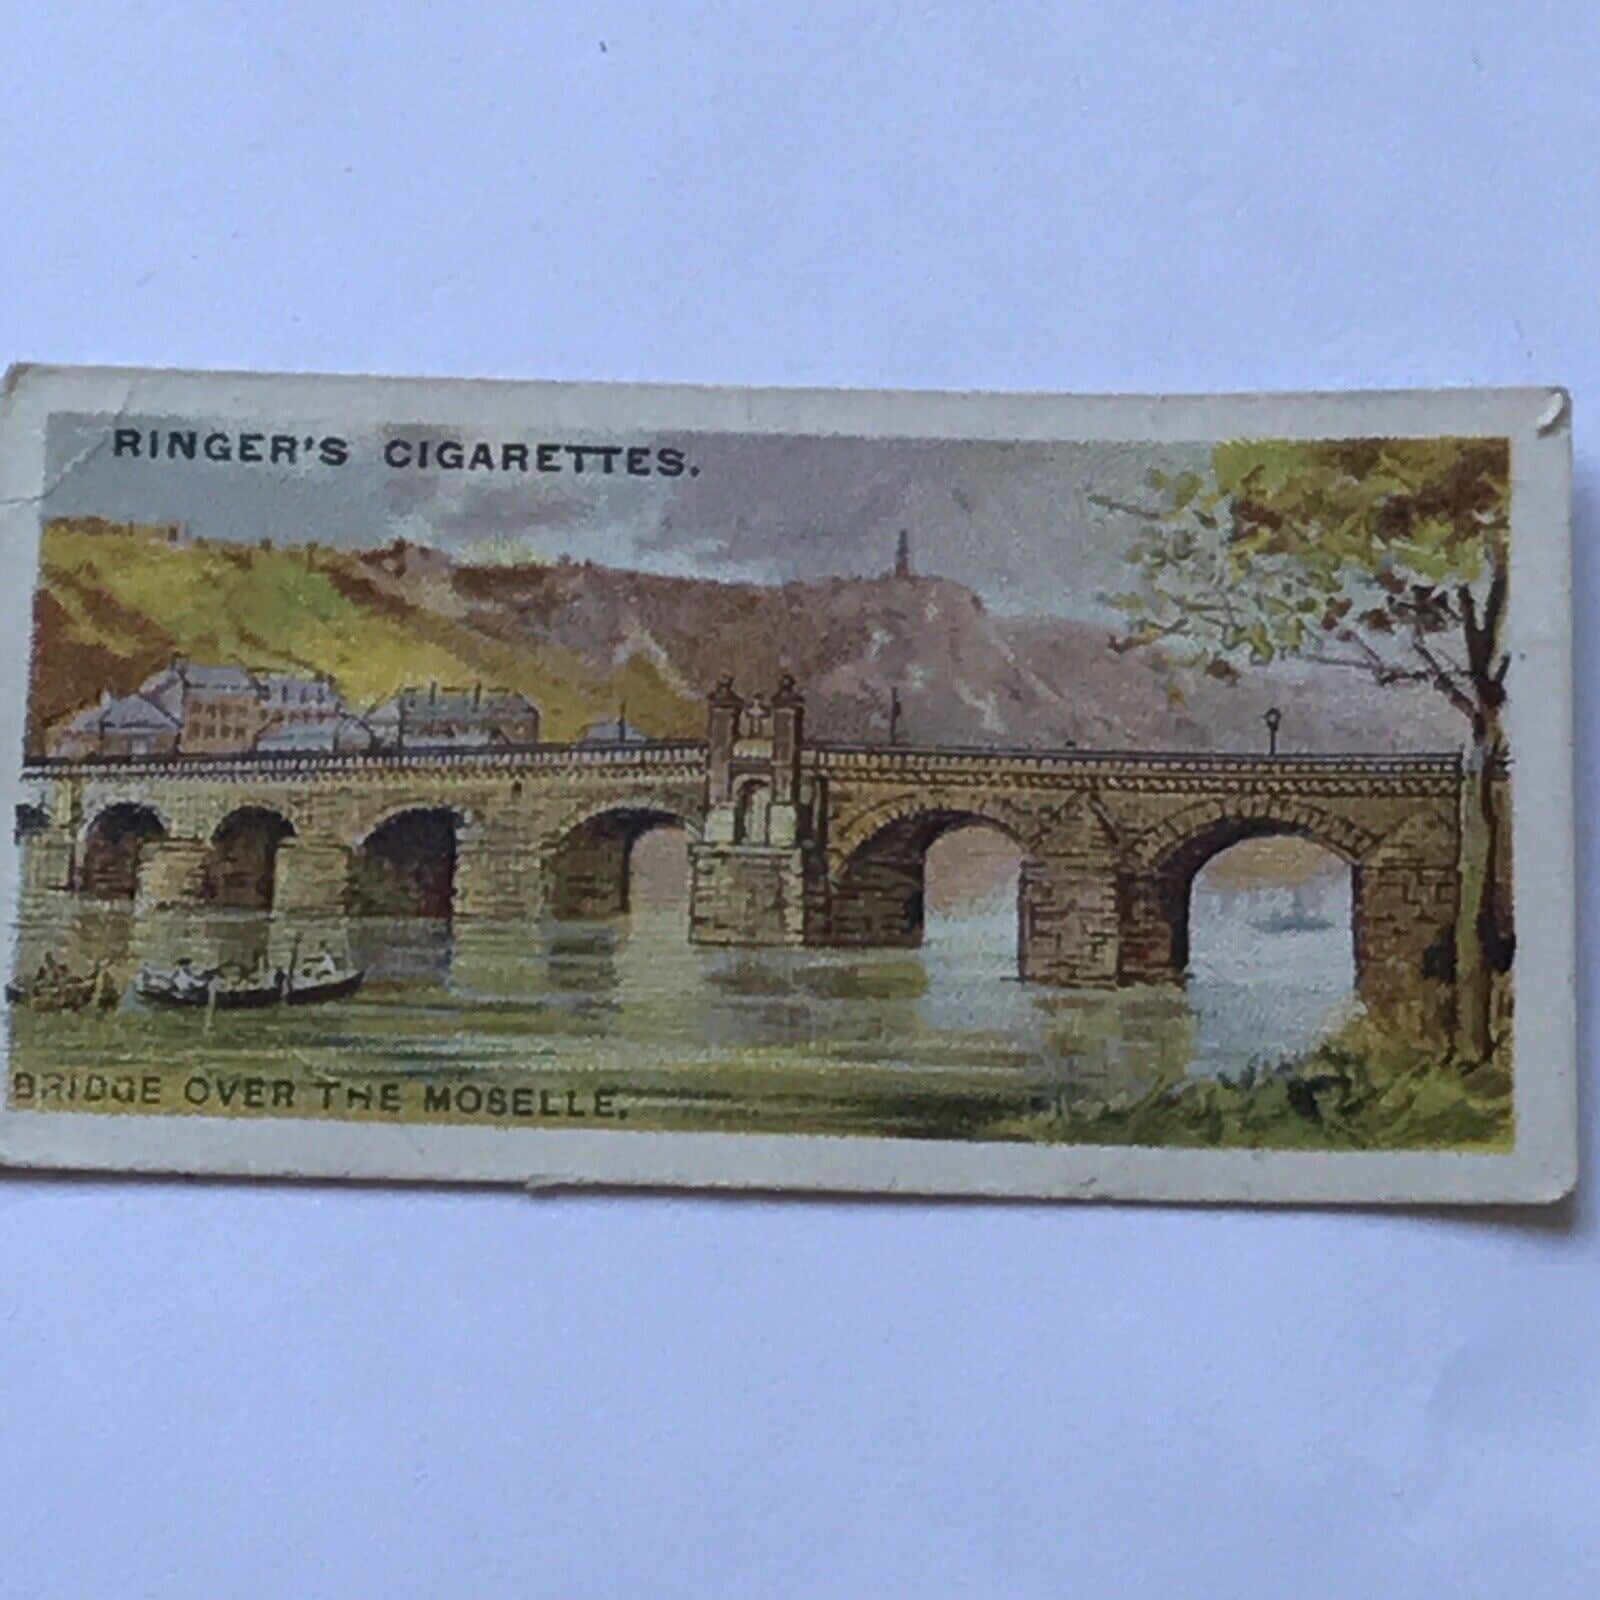 RINGER'S CIGARETTES.
BRIDGE OVER THE MOSELLE.